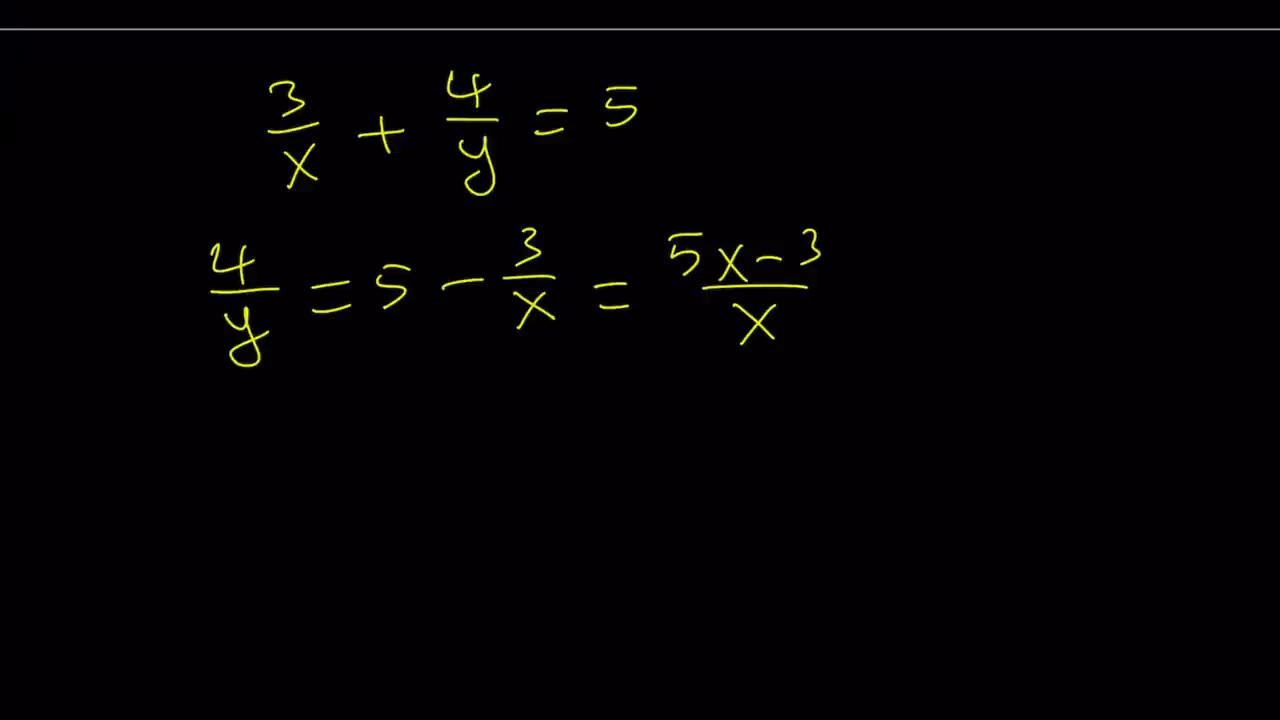 3/x + 4/y = 5
4/y = 5 - 3/x = 5x-3/x